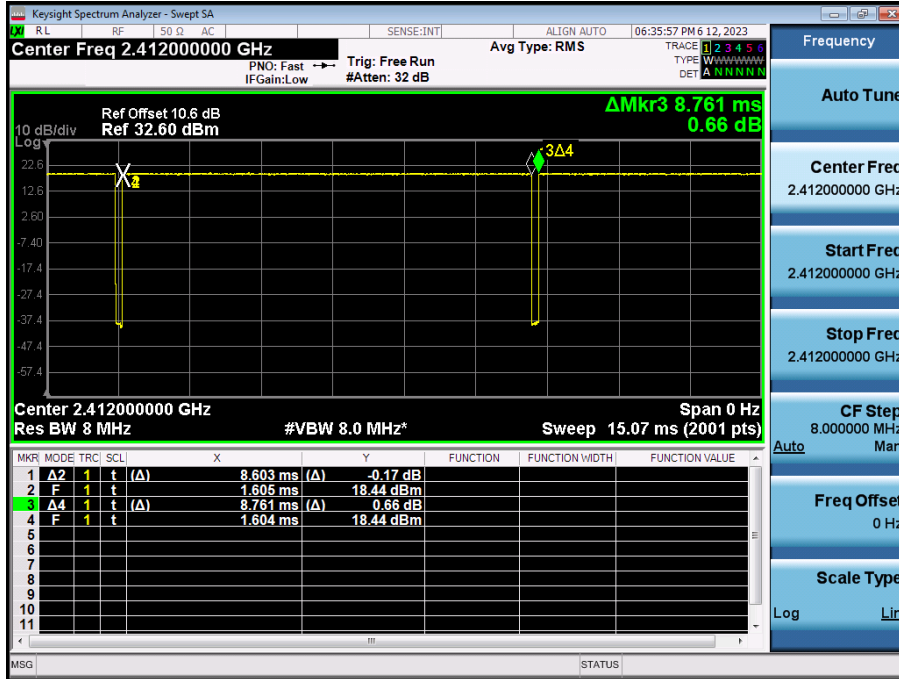 Keysight Spectrum Analyzer - Swept SA
LXI RL RF 50 Ω AC SENSE:INT ALIGN AUTO 06:35:57 PM 6 12, 2023
Center Freq 2.412000000 GHz
PNO: Fast
IFGain:Low
Trig: Free Run
#Atten: 32 dB
Avg Type: RMS
TRACE 1 2 3 4 5 6
TYPE W
DET A N N N N N
Ref Offset 10.6 dB
10 dB/div Ref 32.60 dBm
Log
ΔMkr3 8.761 ms
0.66 dB
3Δ4
22.6
12.6
2.60
-7.40
-17.4
-27.4
-37.4
-47.4
-57.4
Center 2.412000000 GHz Span 0 Hz
Res BW 8 MHz #VBW 8.0 MHz* Sweep 15.07 ms (2001 pts)
MKR MODE TRC SCL X Y FUNCTION FUNCTION WIDTH FUNCTION VALUE
1 Δ2 1 t (Δ) 8.603 ms (Δ) -0.17 dB
2 F 1 t 1.605 ms 18.44 dBm
3 Δ4 1 t (Δ) 8.761 ms (Δ) 0.66 dB
4 F 1 t 1.604 ms 18.44 dBm
5
6
7
8
9
10
11
MSG STATUS
Frequency
Auto Tune
Center Freq
2.412000000 GHz
Start Freq
2.412000000 GHz
Stop Freq
2.412000000 GHz
CF Step
8.000000 MHz
Auto Man
Freq Offset
0 Hz
Scale Type
Log Lin